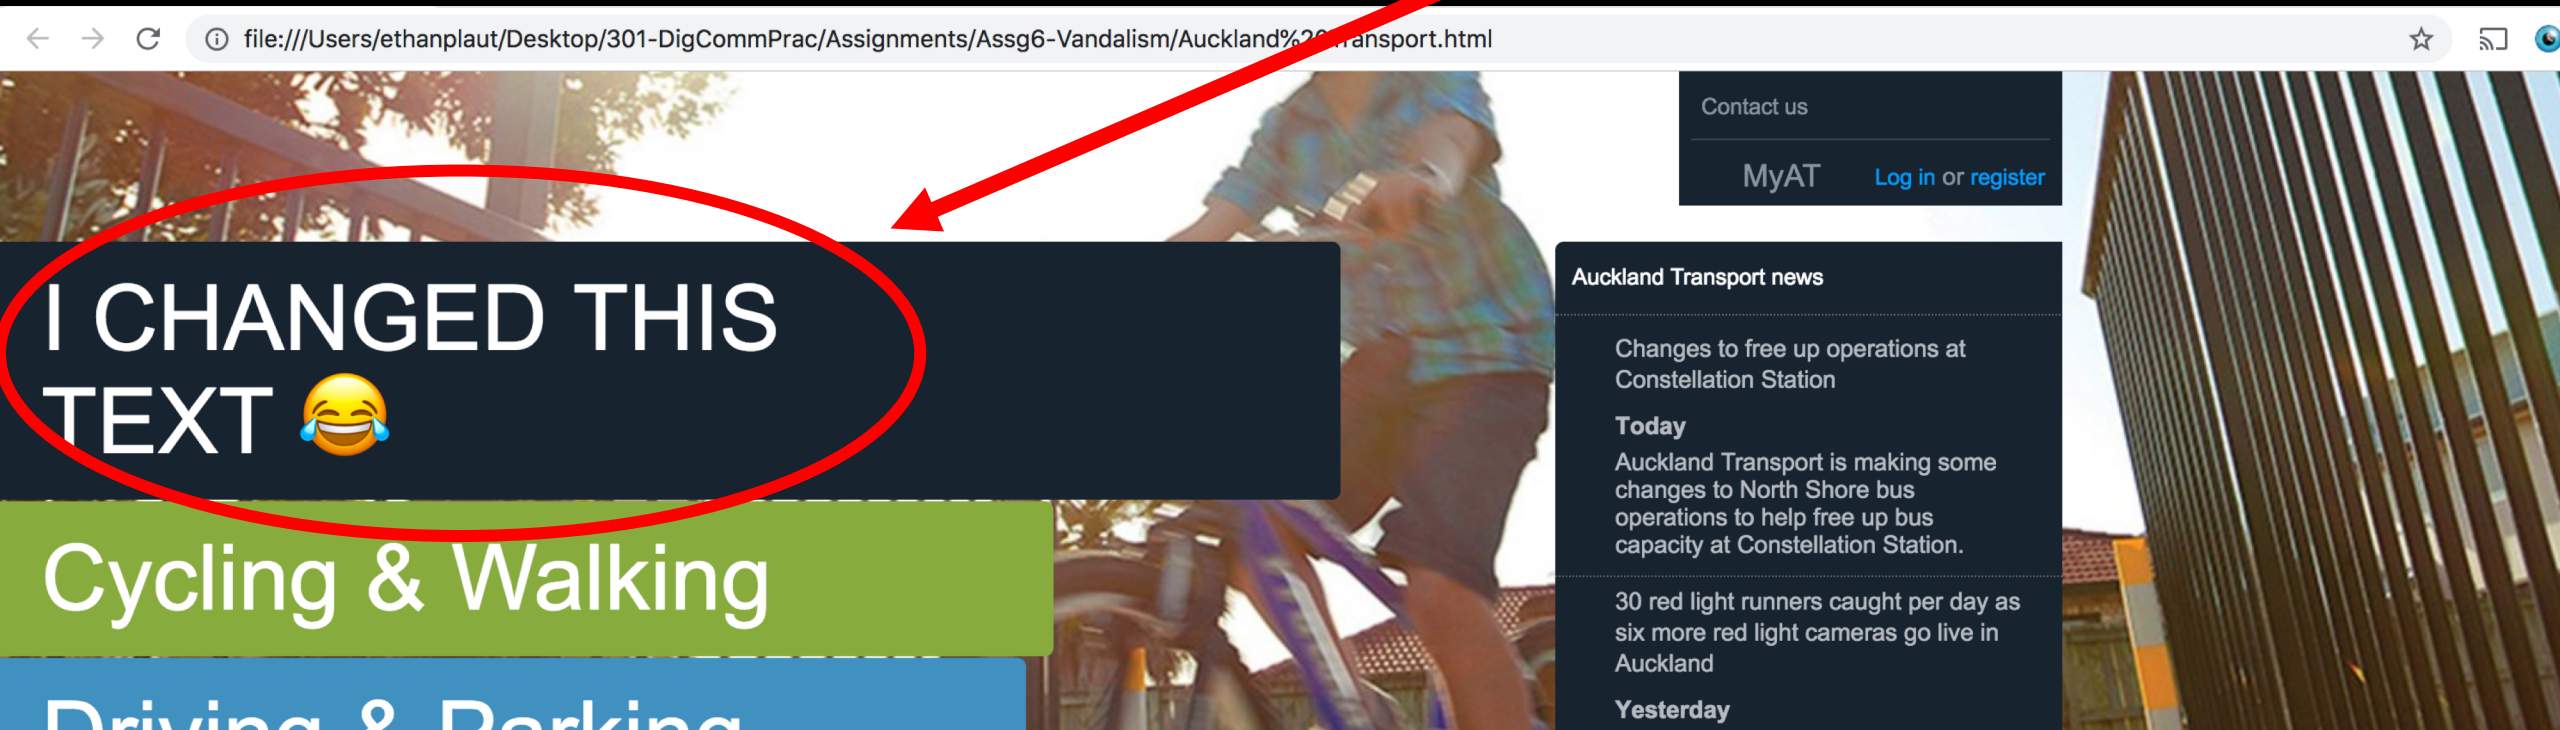 file:///Users/ethanplaut/Desktop/301-DigCommPrac/Assignments/Assg6-Vandalism/Auckland%20Transport.html
Contact us
MyAT Log in or register
I CHANGED THIS
TEXT 😂
Cycling & Walking
Driving & Parking
Auckland Transport news
Changes to free up operations at
Constellation Station
Today
Auckland Transport is making some
changes to North Shore bus
operations to help free up bus
capacity at Constellation Station.
30 red light runners caught per day as
six more red light cameras go live in
Auckland
Yesterday